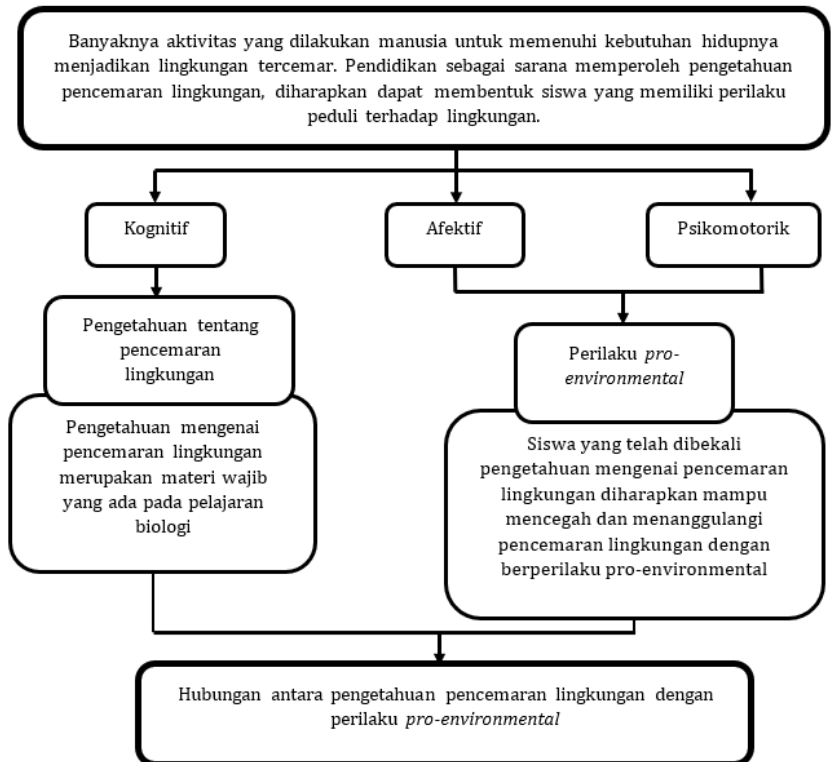 Banyaknya aktivitas yang dilakukan manusia untuk memenuhi kebutuhan hidupnya
menjadikan lingkungan tercemar. Pendidikan sebagai sarana memperoleh pengetahuan
pencemaran lingkungan, diharapkan dapat membentuk siswa yang memiliki perilaku
peduli terhadap lingkungan.
Kognitif
Afektif
Psikomotorik
Pengetahuan tentang
pencemaran
lingkungan
Pengetahuan mengenai
pencemaran lingkungan
merupakan materi wajib
yang ada pada pelajaran
biologi
Perilaku pro-
environmental
Siswa yang telah dibekali
pengetahuan mengenai pencemaran
lingkungan diharapkan mampu
mencegah dan menanggulangi
pencemaran lingkungan dengan
berperilaku pro-environmental
Hubungan antara pengetahuan pencemaran lingkungan dengan
perilaku pro-environmental